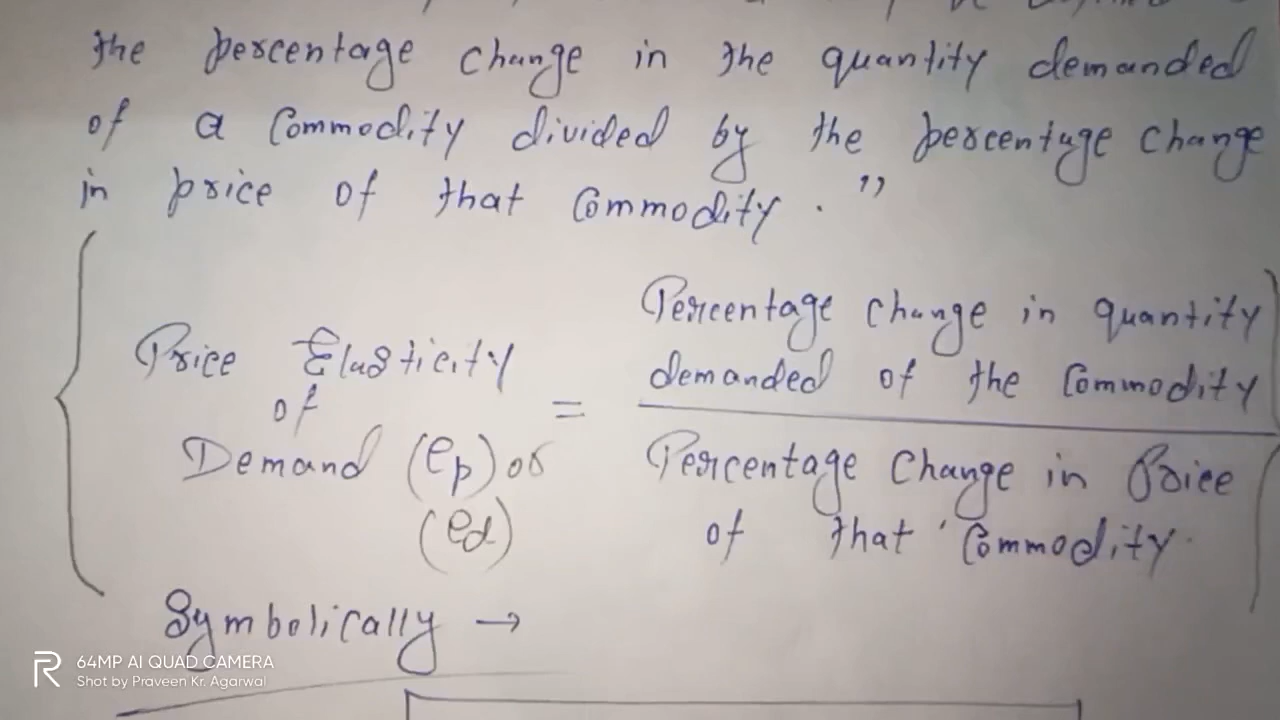 the percentage change in the quantity demanded
of a commodity divided by the percentage change
in price of that commodity."
Price Elasticity
of
Demand (ep) or
(ed)
=
Percentage change in quantity
demanded of the commodity
Percentage change in Price
of that commodity.
Symbolically →
64MP AI QUAD CAMERA
Shot by Praveen Kr. Agarwal